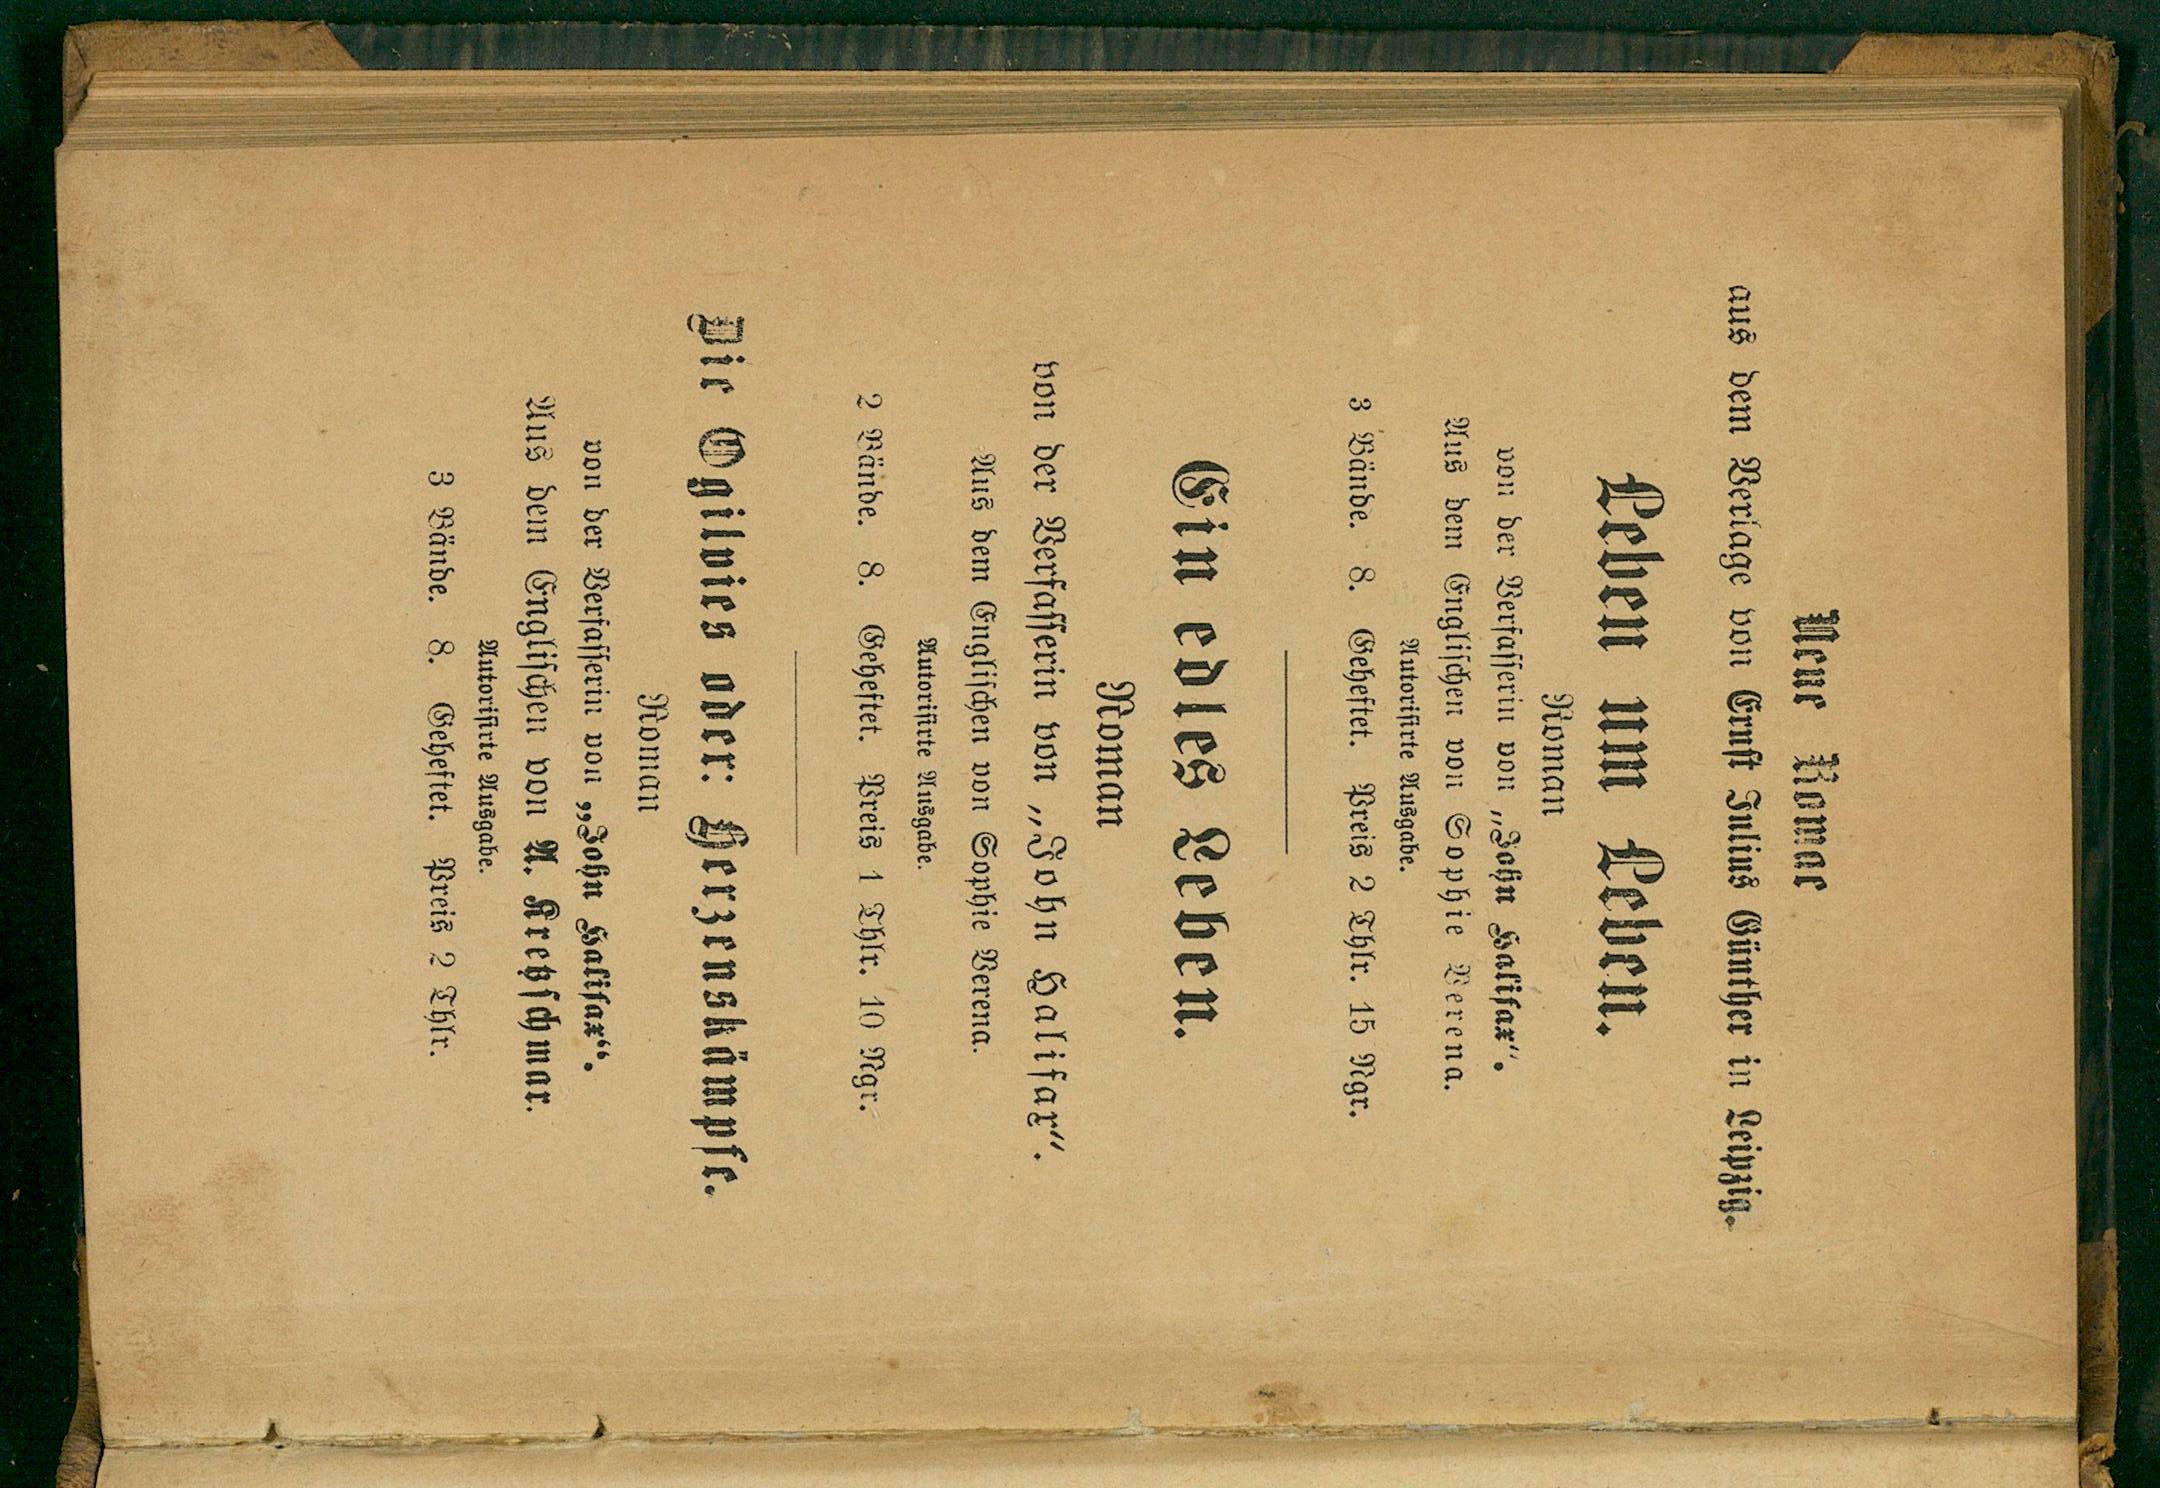 Neue Romae
aus dem Verlage von Ernst Julius Günther in Leipzig.
Leben um Leben.
Roman
von der Verfasserin von „John Halifax“.
Aus dem Englischen von Sophie Verena.
Autorisirte Ausgabe.
3 Bände. 8. Geheftet. Preis 2 Thlr. 15 Ngr.
Ein edles Leben.
Roman
von der Verfasserin von „John Halifax“.
Aus dem Englischen von Sophie Verena.
Autorisirte Ausgabe.
2 Bände. 8. Geheftet. Preis 1 Thlr. 10 Ngr.
Die Ogilvies oder: Herzenskämpfe.
Roman
von der Verfasserin von „John Halifax“.
Aus dem Englischen von A. Kretzschmar.
Autorisirte Ausgabe.
3 Bände. 8. Geheftet. Preis 2 Thlr.